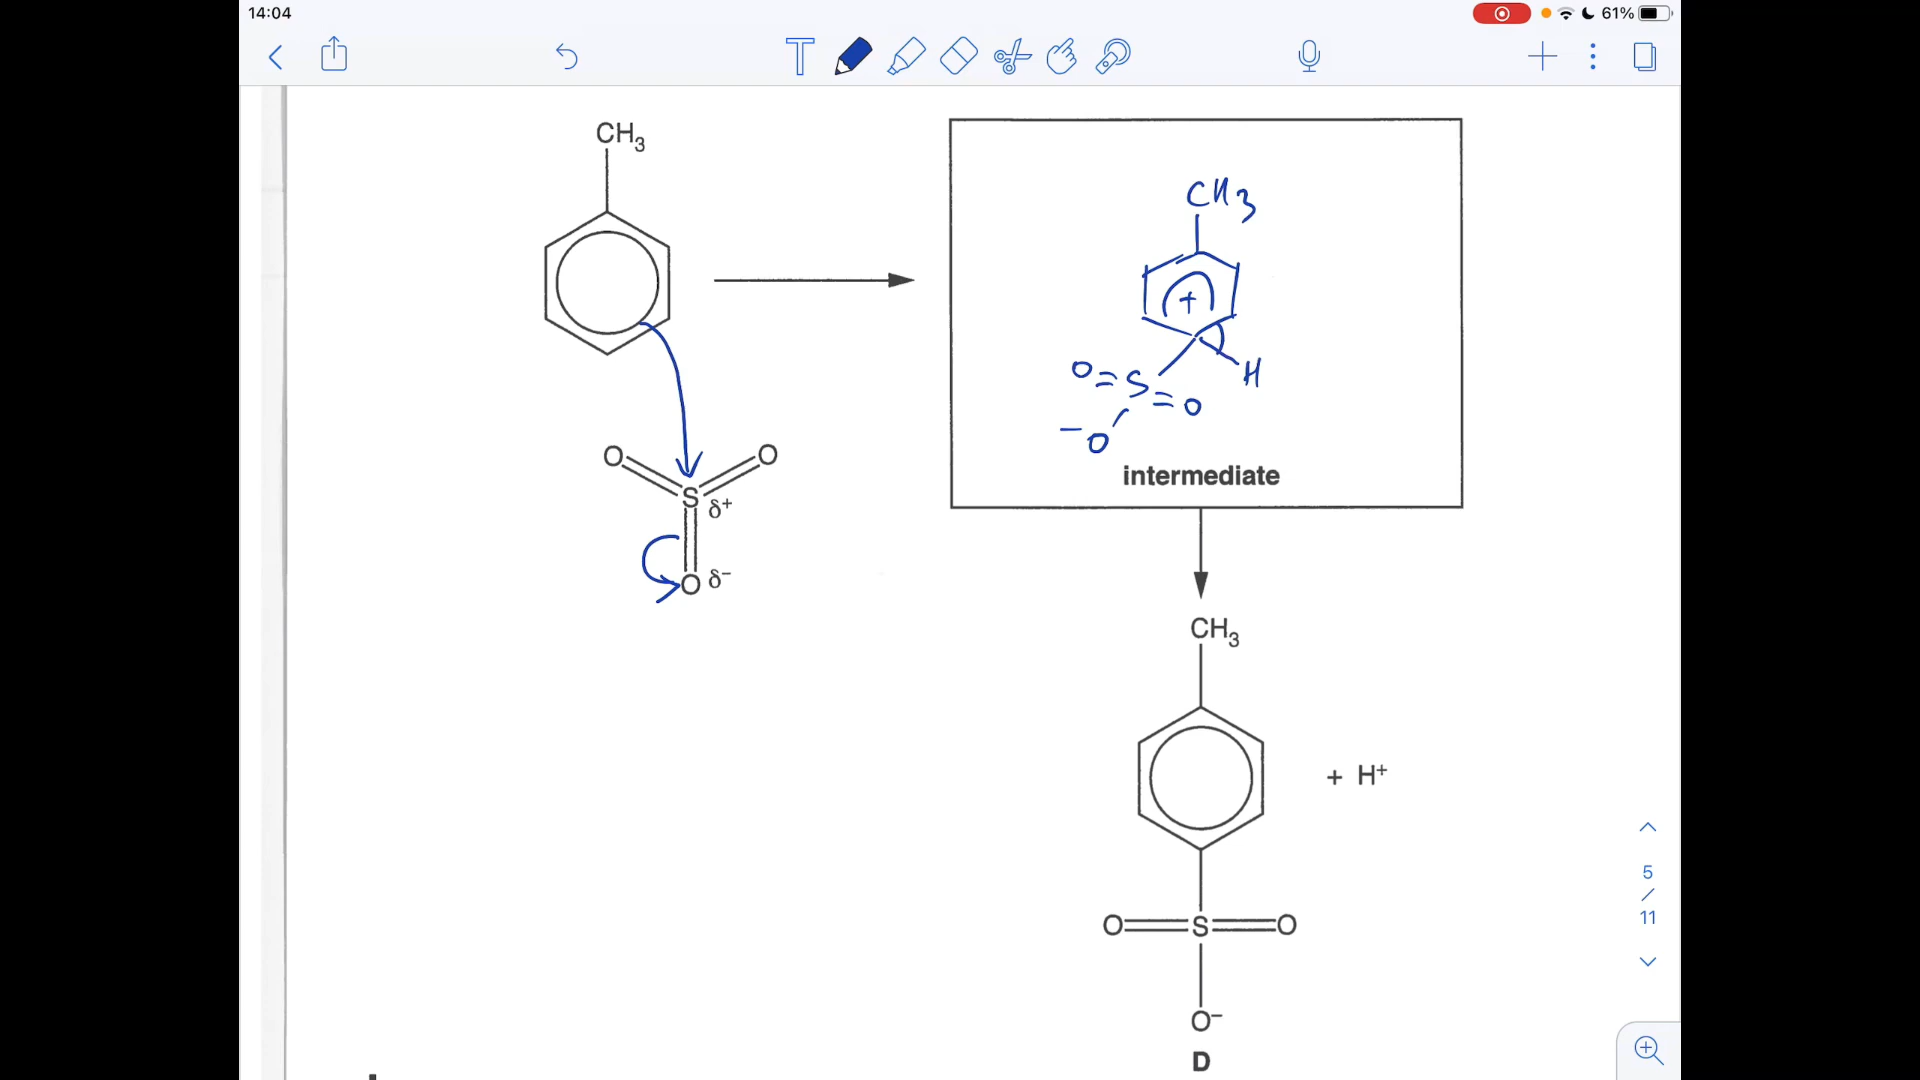 14:04
61%
T
CH3
CH3
+
H
O=S=O
−O
O
O
S δ+
O δ−
intermediate
CH3
+ H+
O=S=O
O−
D
5
/
11